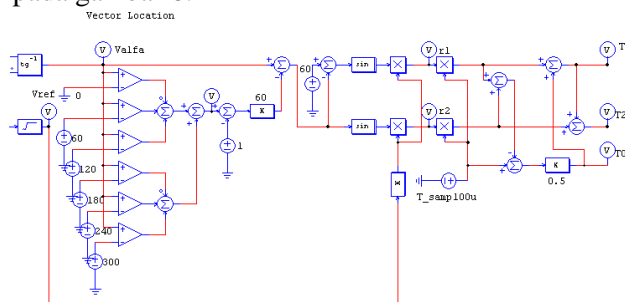 Vector Location
tg-1
V
Valfa
Vref
V
0
60
120
180
240
300
V
1
60
K
60
sin
sin
V r1
V r2
T_samp100u
K
0.5
V T
V T2
V T0